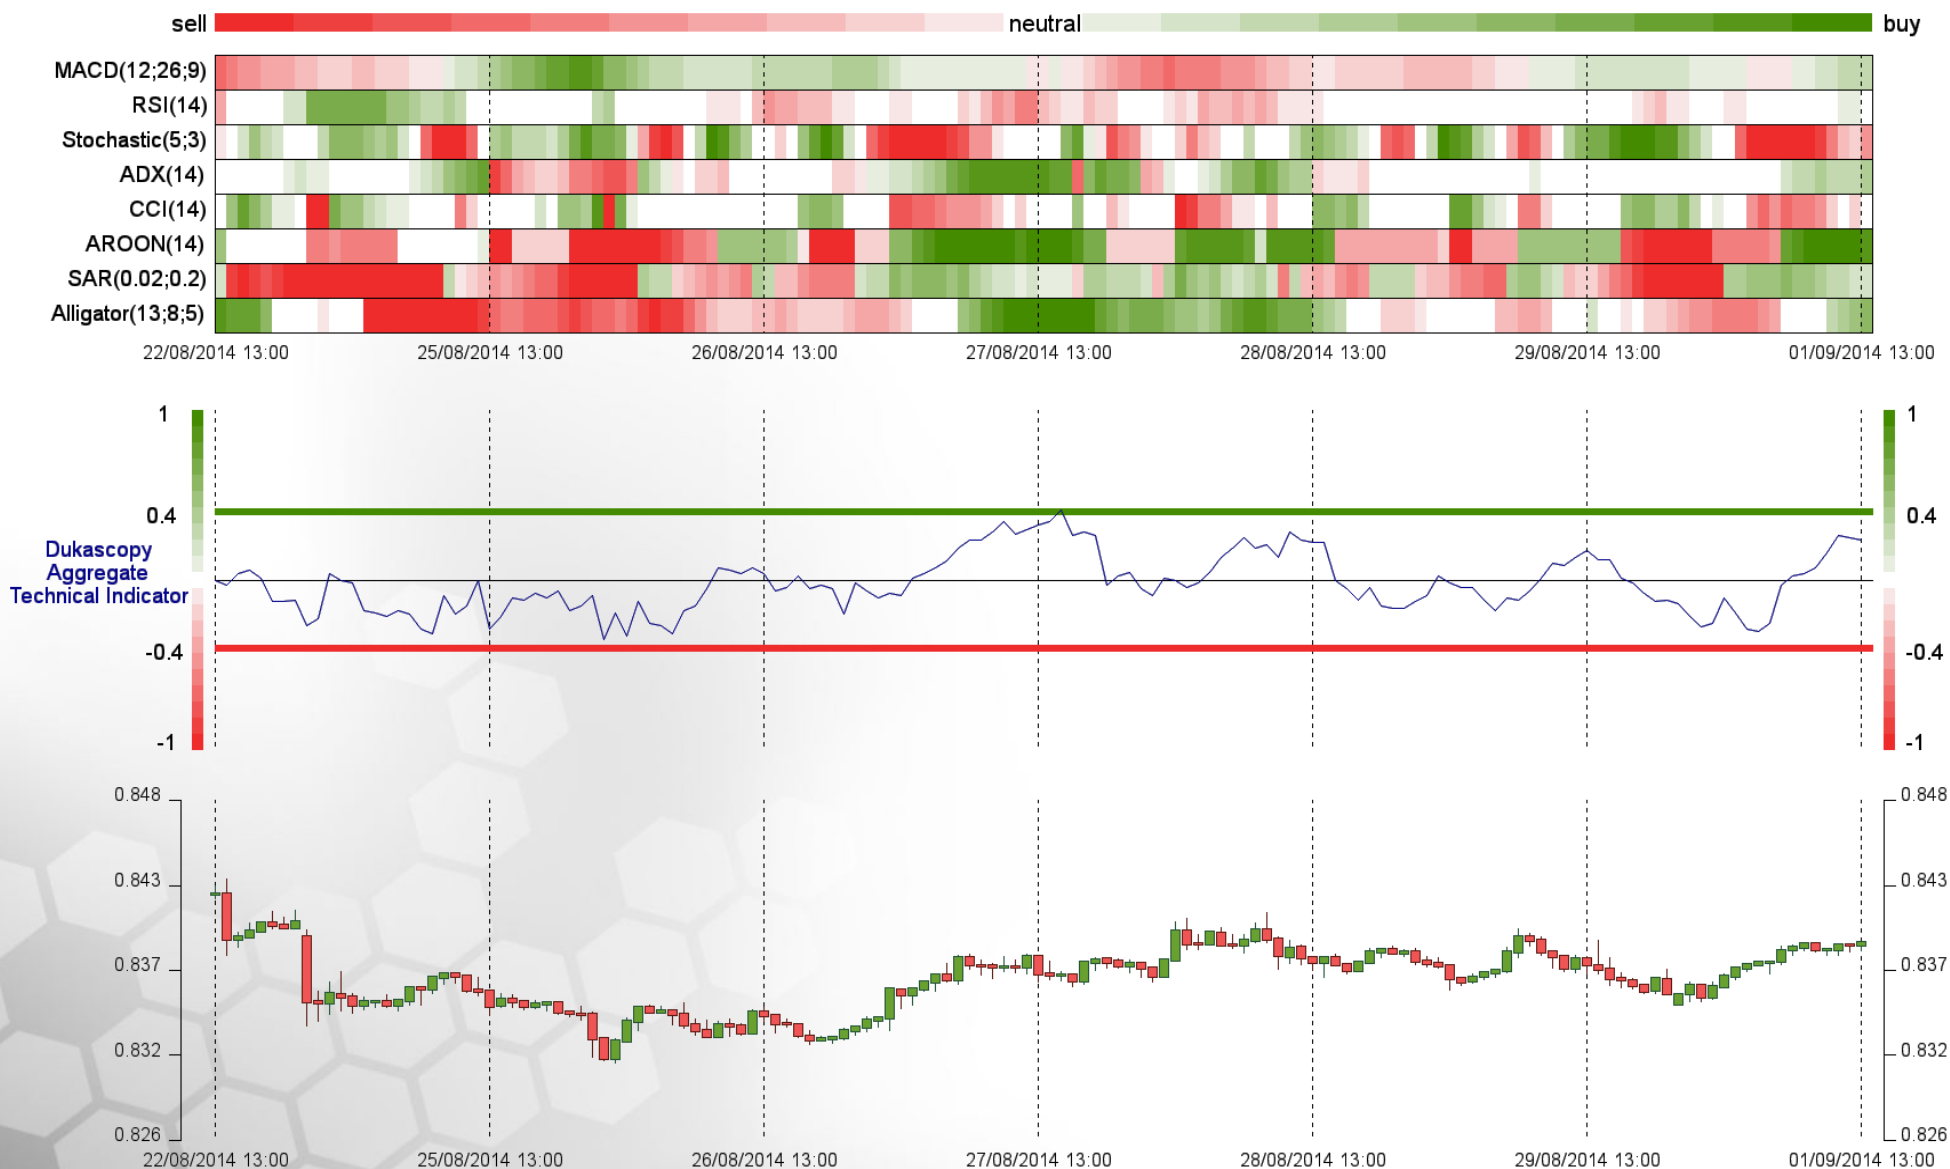 sell neutral buy
MACD(12;26;9)
RSI(14)
Stochastic(5;3)
ADX(14)
CCI(14)
AROON(14)
SAR(0.02;0.2)
Alligator(13;8;5)
22/08/2014 13:00 25/08/2014 13:00 26/08/2014 13:00 27/08/2014 13:00 28/08/2014 13:00 29/08/2014 13:00 01/09/2014 13:00
1 1
0.4 0.4
Dukascopy
Aggregate
Technical Indicator
-0.4 -0.4
-1 -1
0.848 0.848
0.843 0.843
0.837 0.837
0.832 0.832
0.826 0.826
22/08/2014 13:00 25/08/2014 13:00 26/08/2014 13:00 27/08/2014 13:00 28/08/2014 13:00 29/08/2014 13:00 01/09/2014 13:00